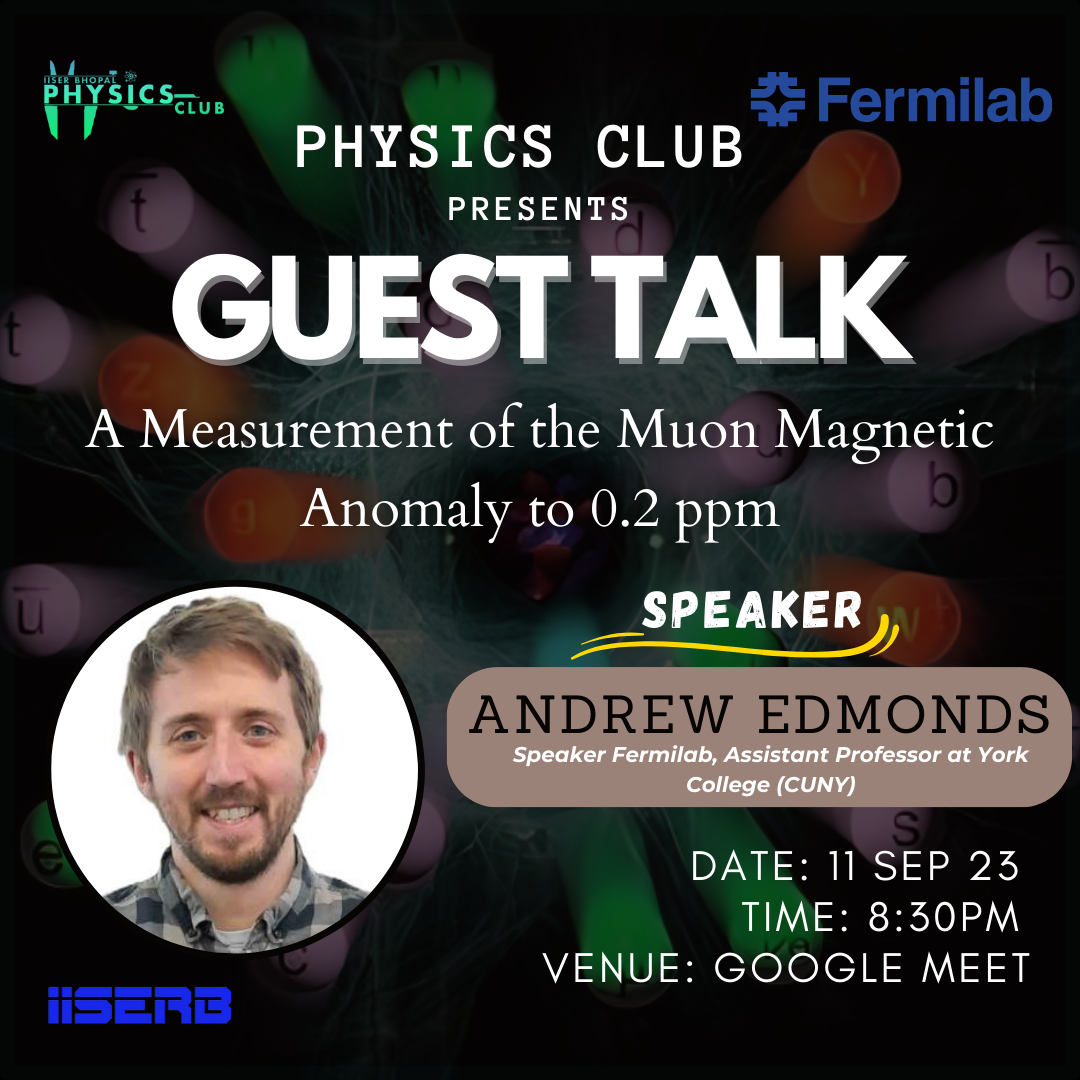 IISER BHOPAL
PHYSICS
CLUB
Fermilab
PHYSICS CLUB
PRESENTS
GUEST TALK
A Measurement of the Muon Magnetic
Anomaly to 0.2 ppm
SPEAKER
ANDREW EDMONDS
Speaker Fermilab, Assistant Professor at York
College (CUNY)
DATE: 11 SEP 23
TIME: 8:30PM
VENUE: GOOGLE MEET
iiSERB
t̅
d
γ
b̅
t
Z
c
u
g
b
u̅
W⁺
e
s
c
νe